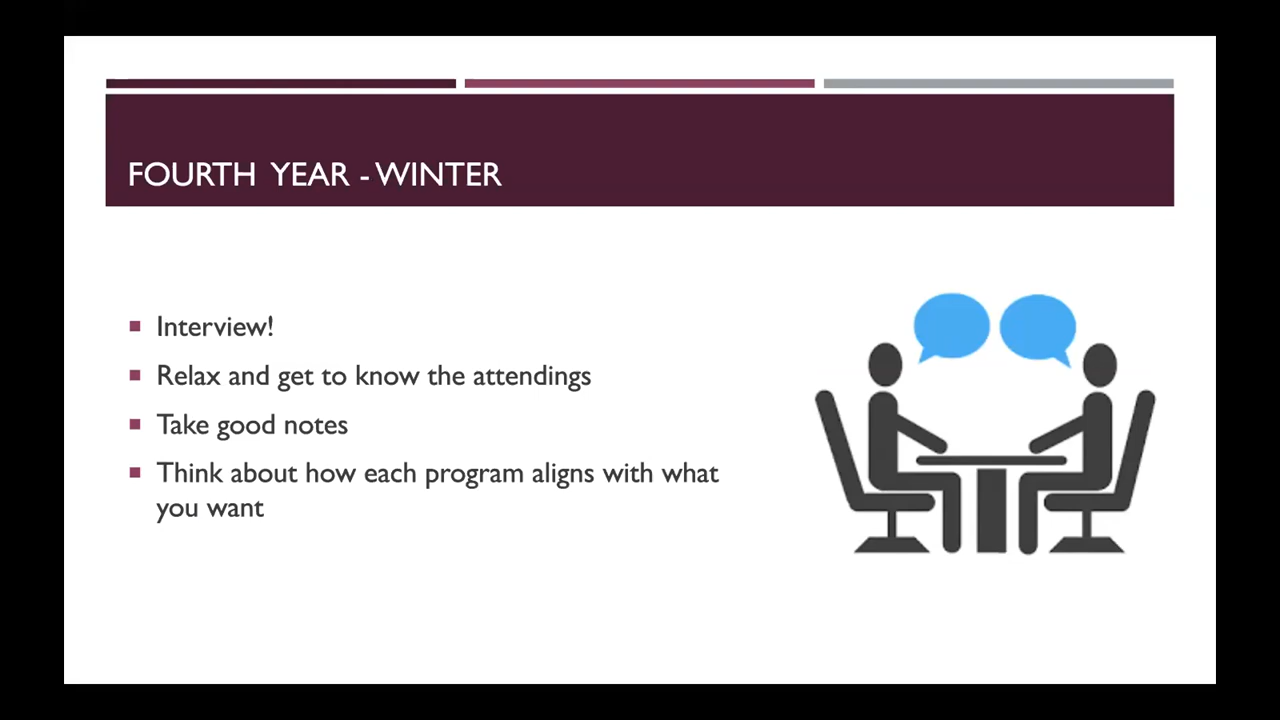 FOURTH YEAR - WINTER
Interview!
Relax and get to know the attendings
Take good notes
Think about how each program aligns with what
you want